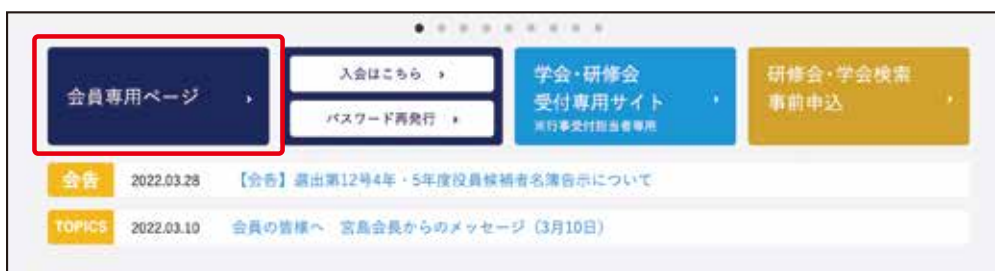 会員専用ページ
入会はこちら
パスワード再発行
学会・研修会
受付専用サイト
※行事受付担当者専用
研修会・学会検索
事前申込
会告 2022.03.28 【会告】選出第12号4年・5年度役員候補者名簿告示について
TOPICS 2022.03.10 会員の皆様へ 宮島会長からのメッセージ（3月10日）